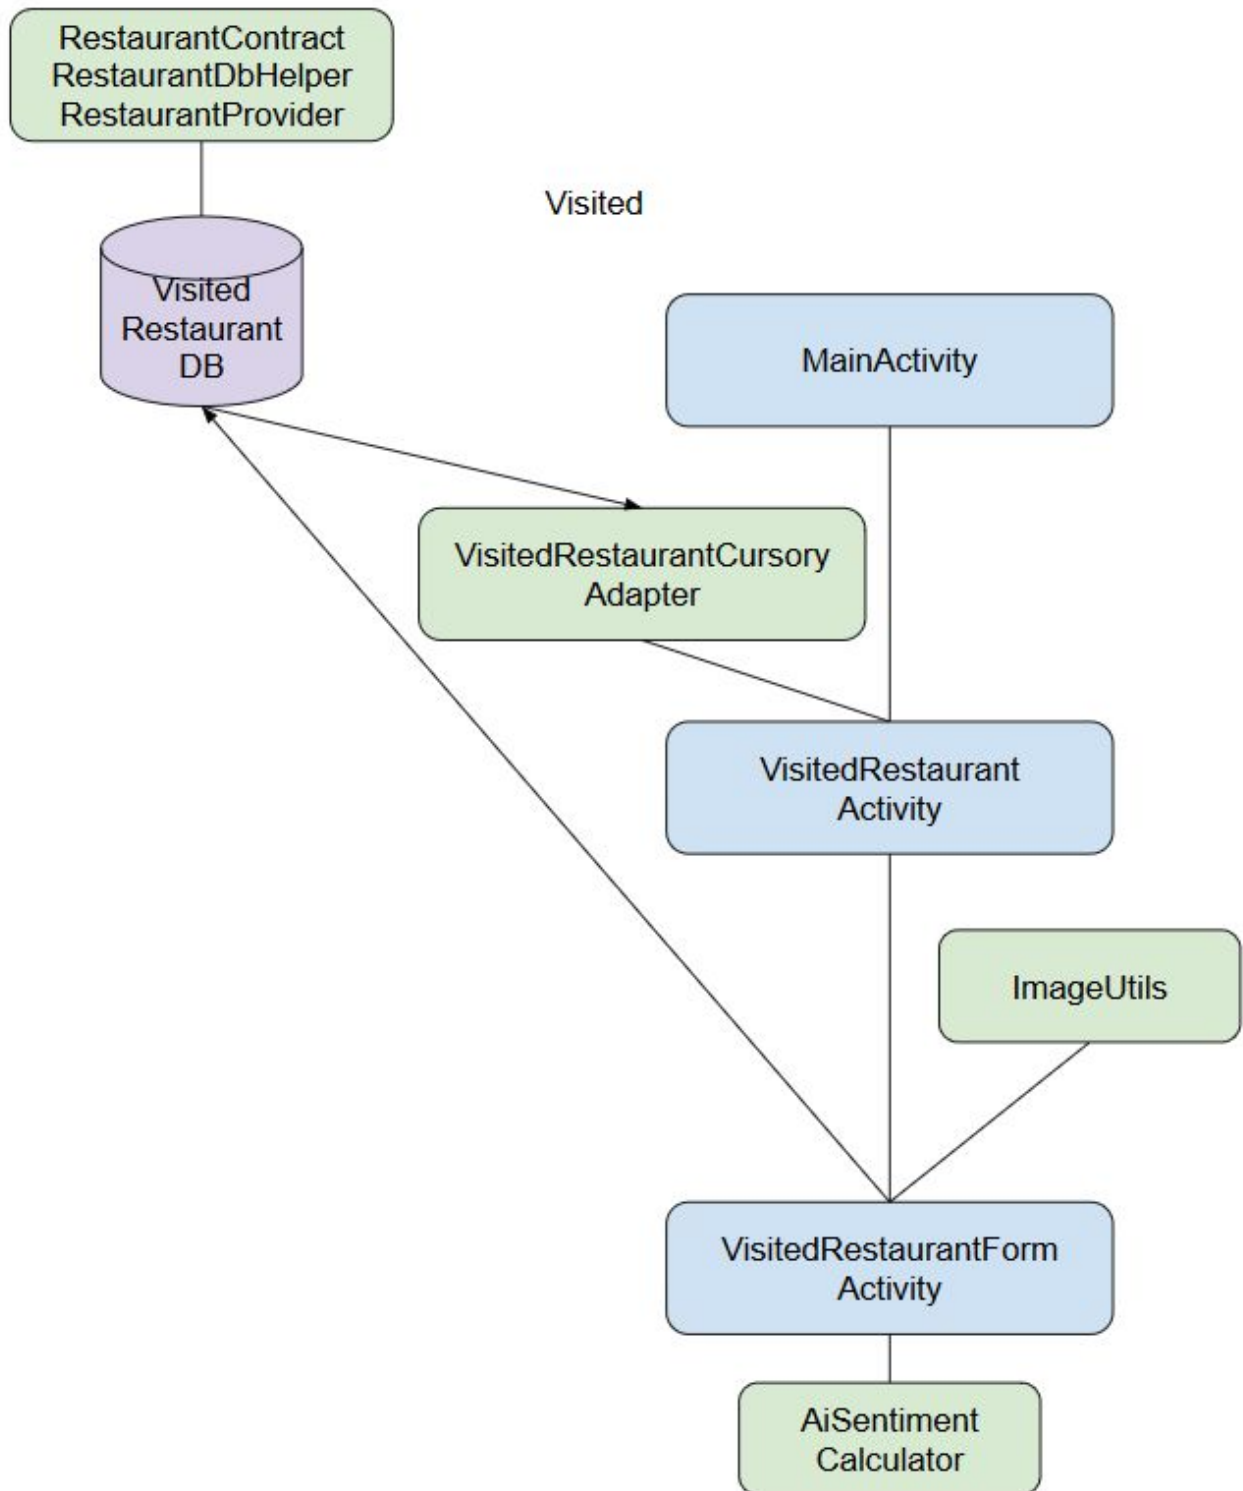 RestaurantContract
RestaurantDbHelper
RestaurantProvider
Visited
Visited
Restaurant
DB
MainActivity
VisitedRestaurantCursory
Adapter
VisitedRestaurant
Activity
ImageUtils
VisitedRestaurantForm
Activity
AiSentiment
Calculator